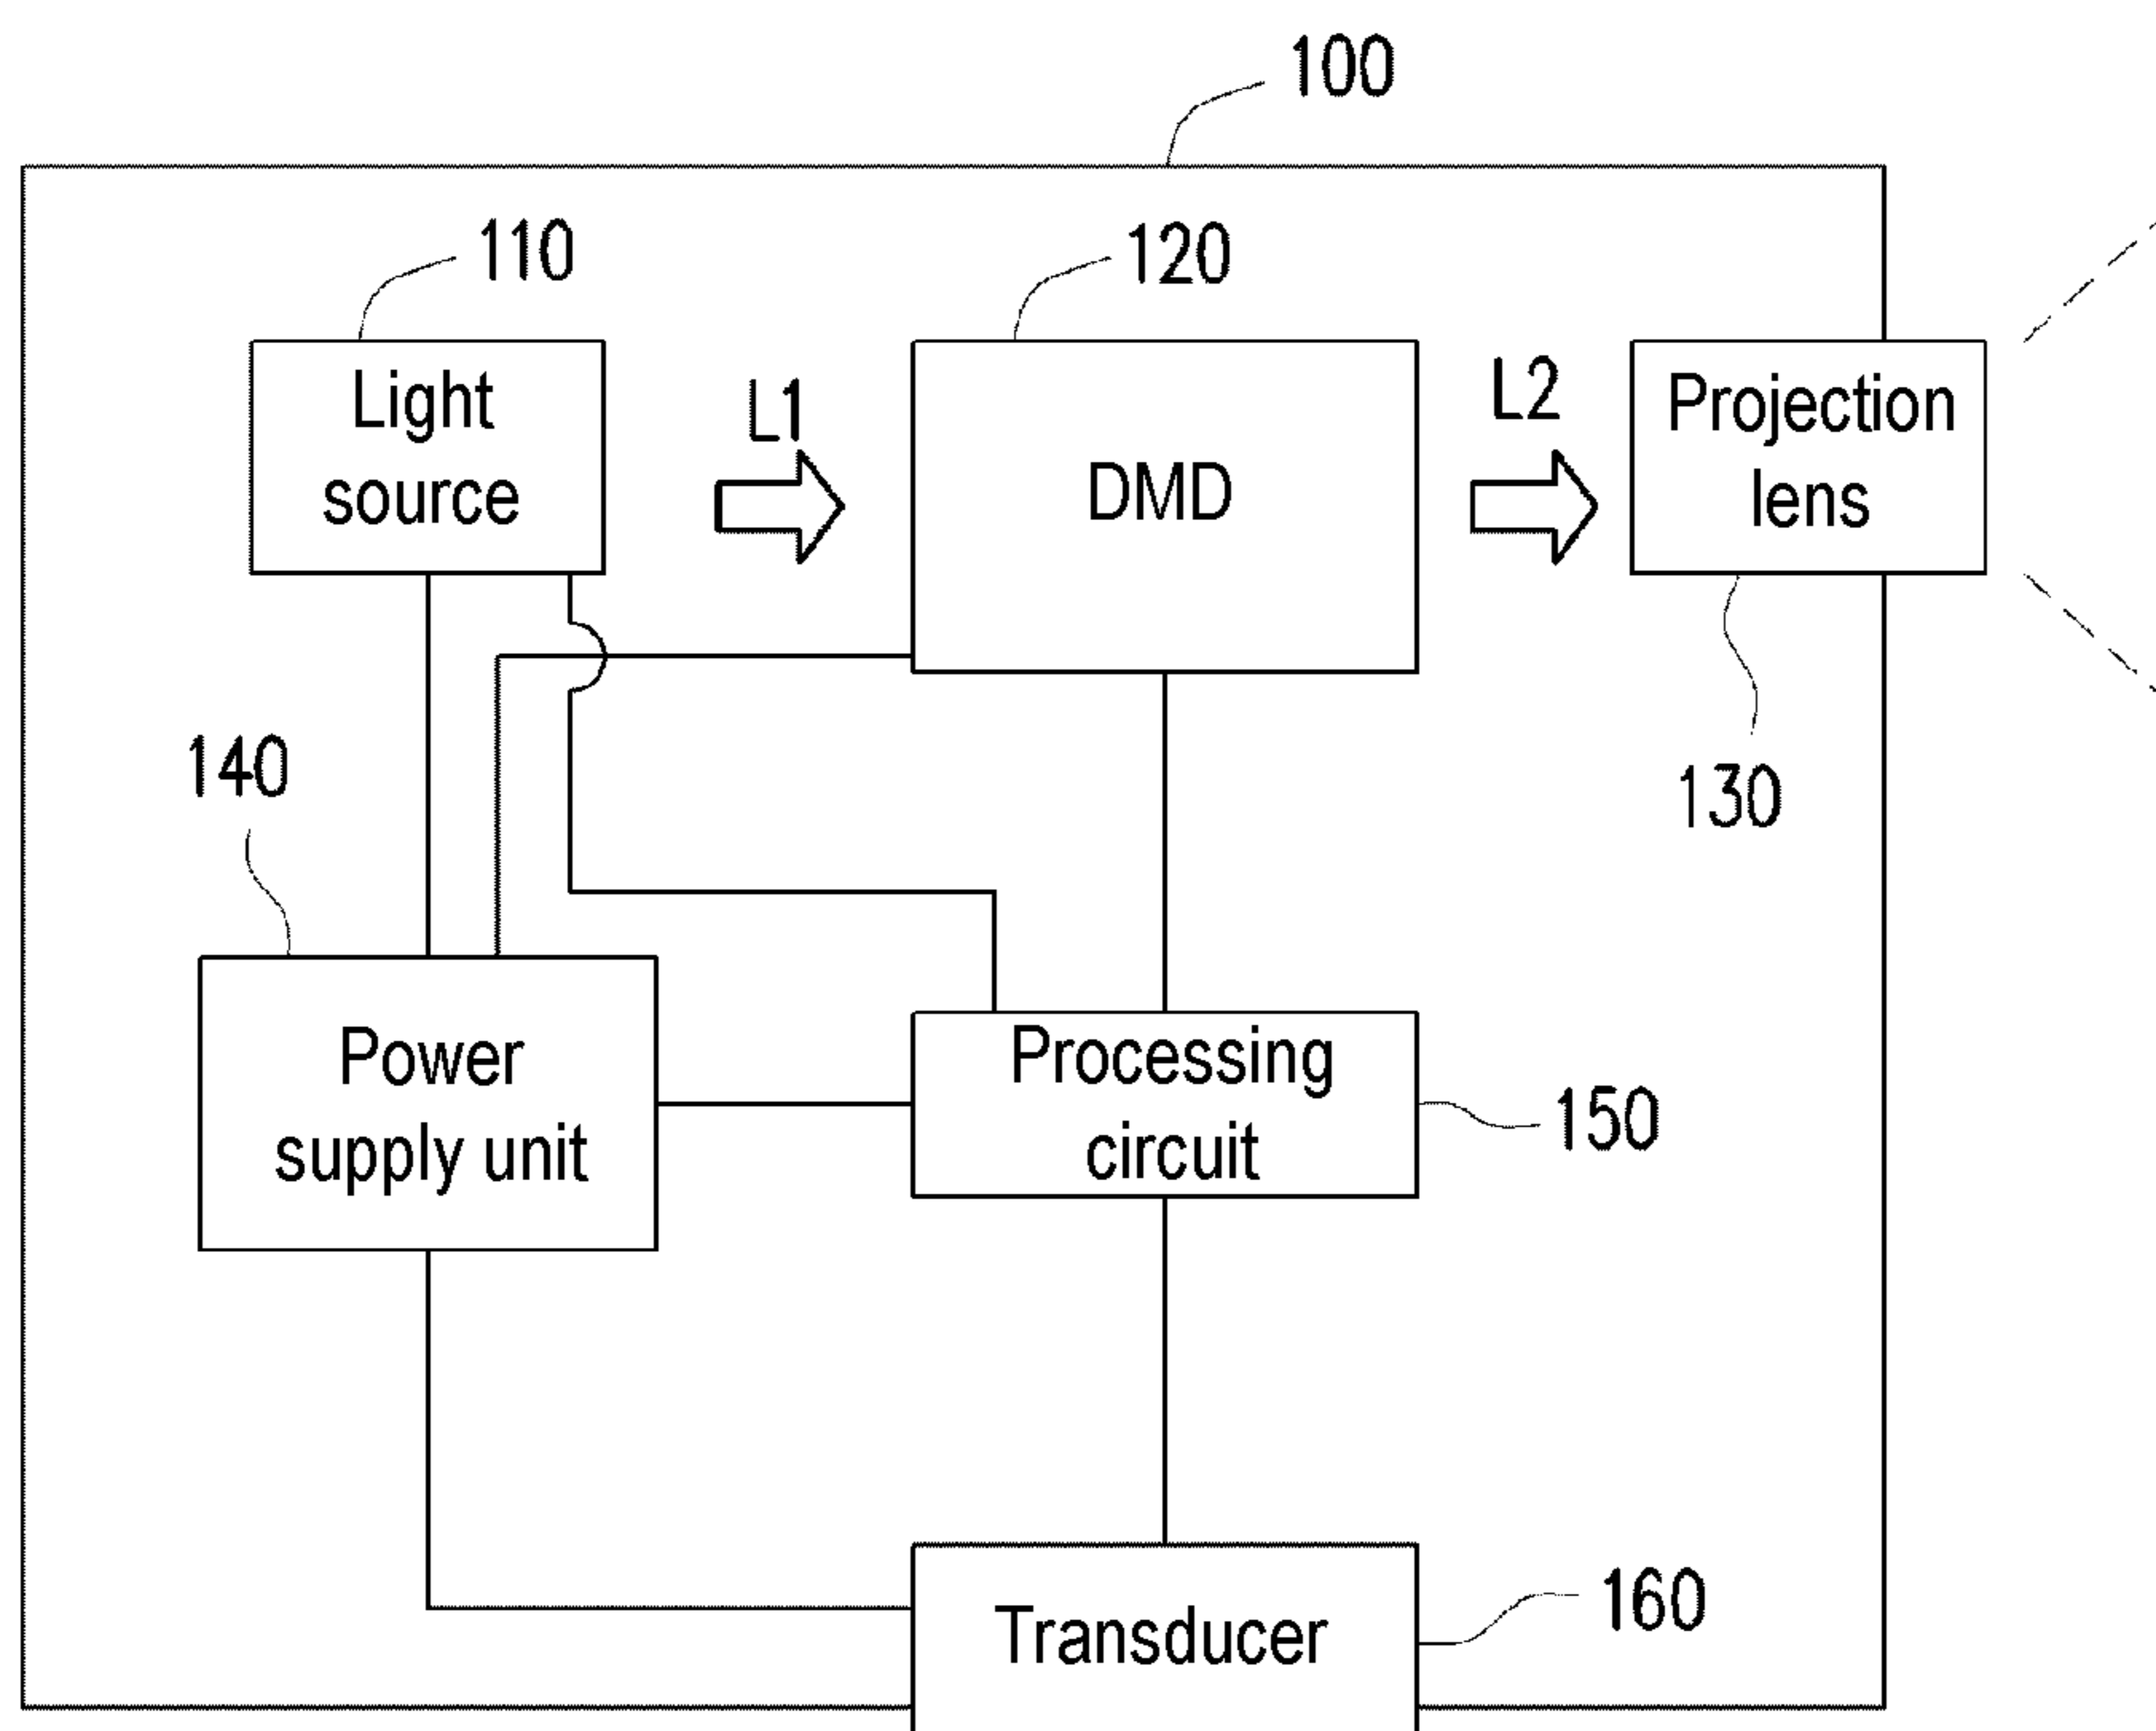 100
110
120
Light
source
L1
DMD
L2
Projection
lens
140
130
Power
supply unit
Processing
circuit
150
160
Transducer